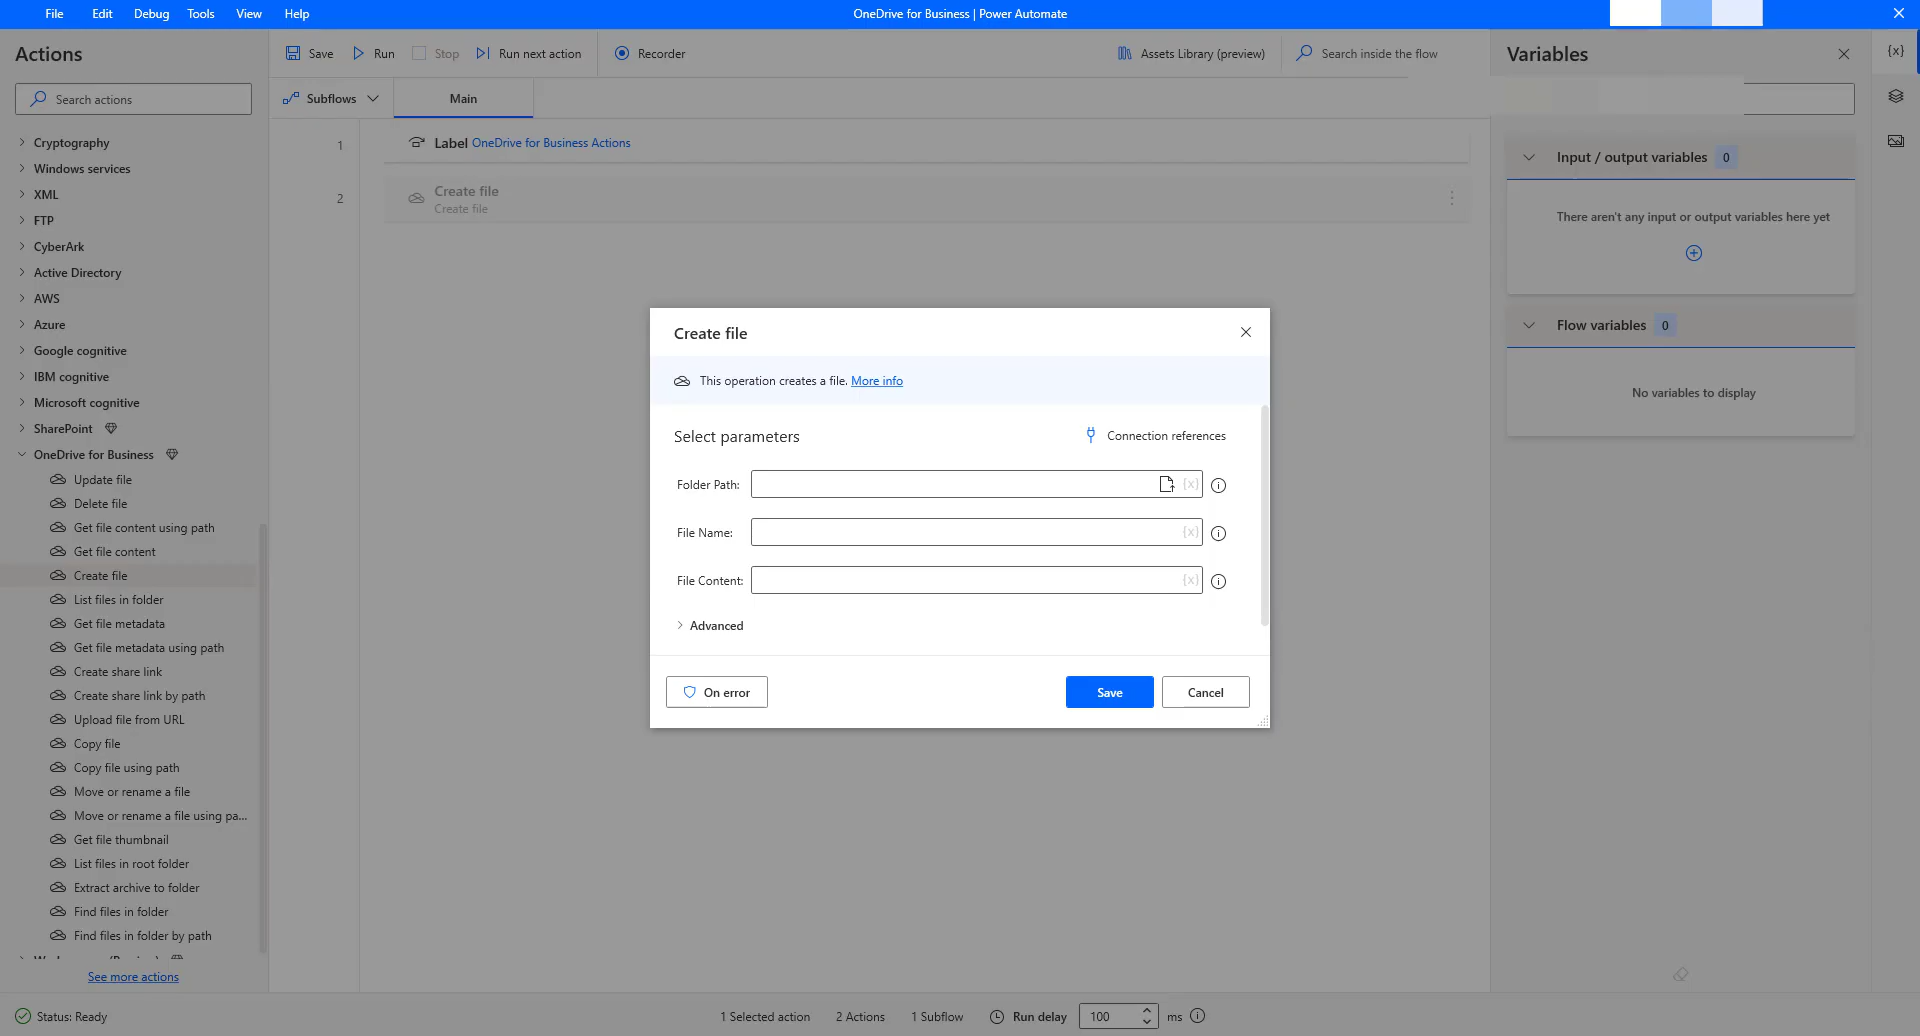 File Edit Debug Tools View Help
OneDrive for Business | Power Automate
Actions
Search actions
Cryptography
Windows services
XML
FTP
CyberArk
Active Directory
AWS
Azure
Google cognitive
IBM cognitive
Microsoft cognitive
SharePoint
OneDrive for Business
Update file
Delete file
Get file content using path
Get file content
Create file
List files in folder
Get file metadata
Get file metadata using path
Create share link
Create share link by path
Upload file from URL
Copy file
Copy file using path
Move or rename a file
Move or rename a file using pa...
Get file thumbnail
List files in root folder
Extract archive to folder
Find files in folder
Find files in folder by path
See more actions
Save Run Stop Run next action Recorder
Assets Library (preview) Search inside the flow
Subflows Main
1 Label OneDrive for Business Actions
2 Create file
Create file
Create file
This operation creates a file. More info
Select parameters Connection references
Folder Path: {x}
File Name: {x}
File Content: {x}
Advanced
On error Save Cancel
Variables {x}
Input / output variables 0
There aren't any input or output variables here yet
Flow variables 0
No variables to display
Status: Ready 1 Selected action 2 Actions 1 Subflow Run delay 100 ms